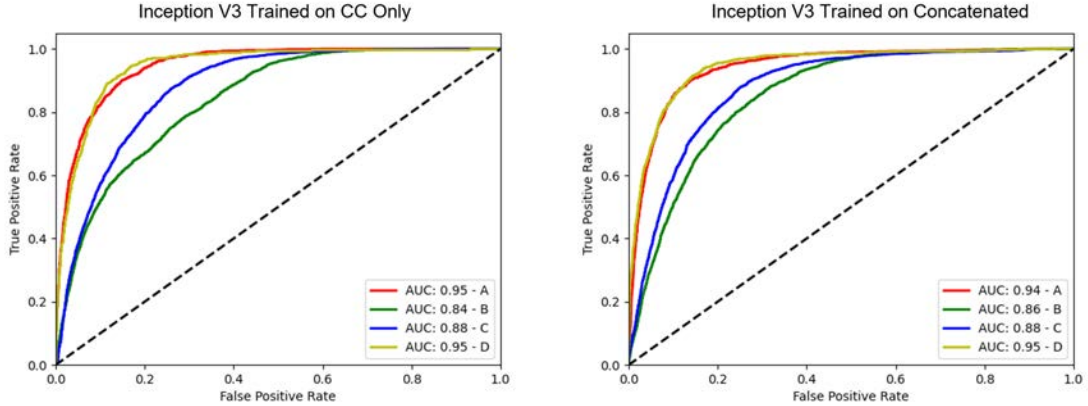 Inception V3 Trained on CC Only
1.0
0.8
0.6
0.4
0.2
0.0
True Positive Rate
0.0 0.2 0.4 0.6 0.8 1.0
False Positive Rate
AUC: 0.95 - A
AUC: 0.84 - B
AUC: 0.88 - C
AUC: 0.95 - D
Inception V3 Trained on Concatenated
1.0
0.8
0.6
0.4
0.2
0.0
True Positive Rate
0.0 0.2 0.4 0.6 0.8 1.0
False Positive Rate
AUC: 0.94 - A
AUC: 0.86 - B
AUC: 0.88 - C
AUC: 0.95 - D